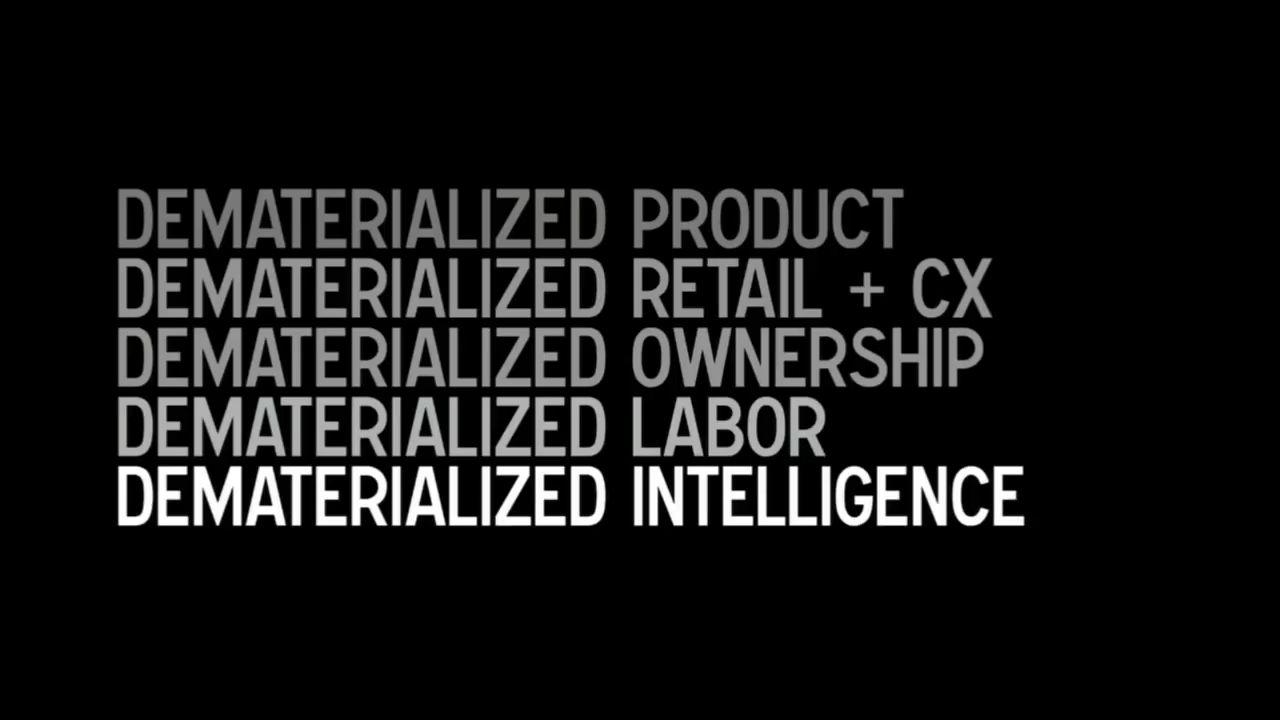 DEMATERIALIZED PRODUCT
DEMATERIALIZED RETAIL + CX
DEMATERIALIZED OWNERSHIP
DEMATERIALIZED LABOR
DEMATERIALIZED INTELLIGENCE